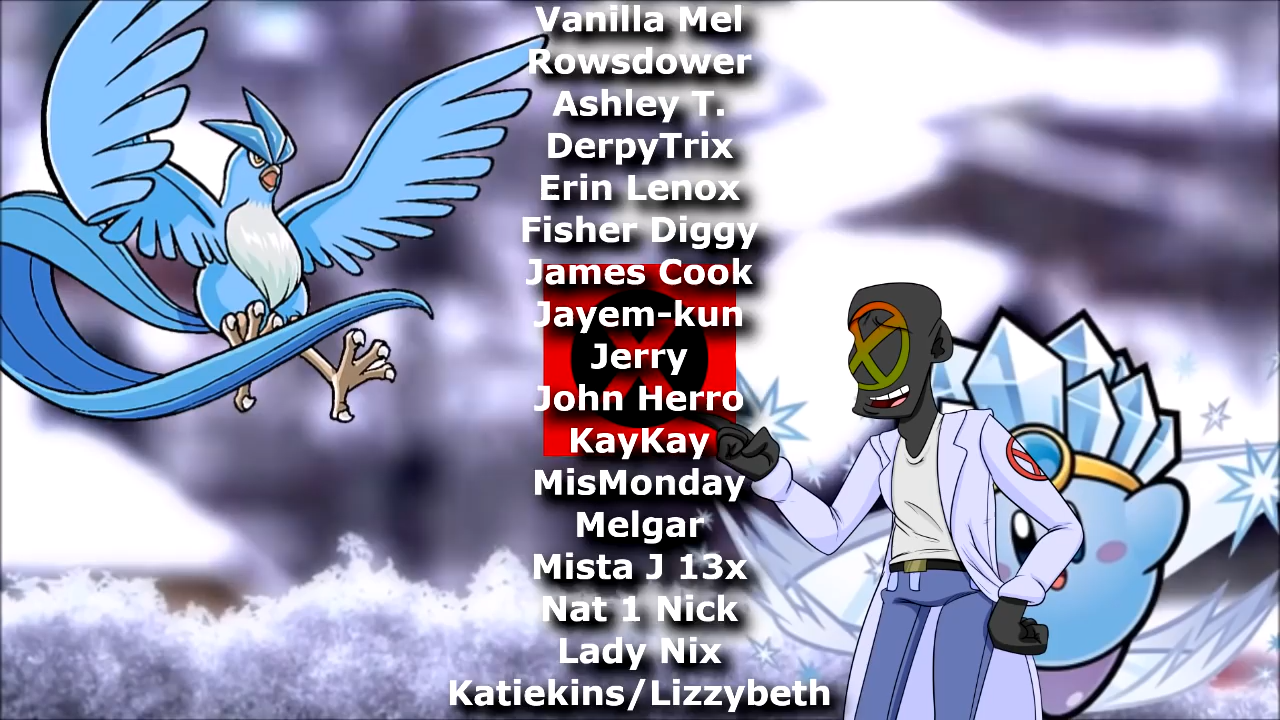 Vanilla Mel
Rowsdower
Ashley T.
DerpyTrix
Erin Lenox
Fisher Diggy
James Cook
Jayem-kun
Jerry
John Herro
KayKay
MisMonday
Melgar
Mista J 13x
Nat 1 Nick
Lady Nix
Katiekins/Lizzybeth